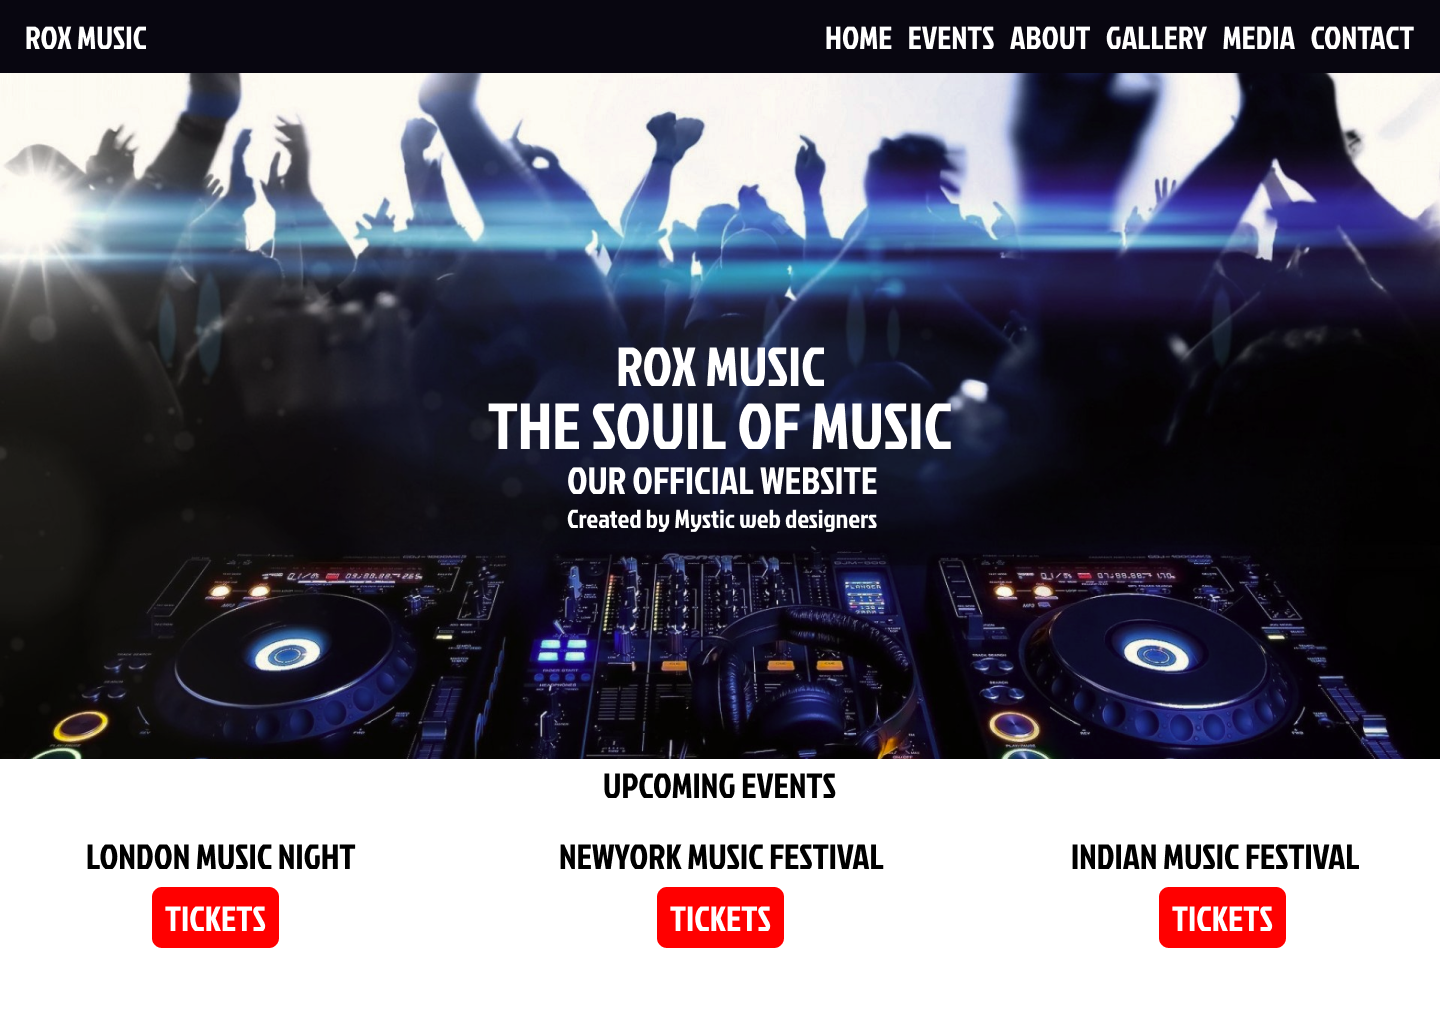 ROX MUSIC
HOME EVENTS ABOUT GALLERY MEDIA CONTACT
ROX MUSIC
THE SOUIL OF MUSIC
OUR OFFICIAL WEBSITE
Created by Mystic web designers
Pioneer
UPCOMING EVENTS
LONDON MUSIC NIGHT
NEWYORK MUSIC FESTIVAL
INDIAN MUSIC FESTIVAL
TICKETS
TICKETS
TICKETS